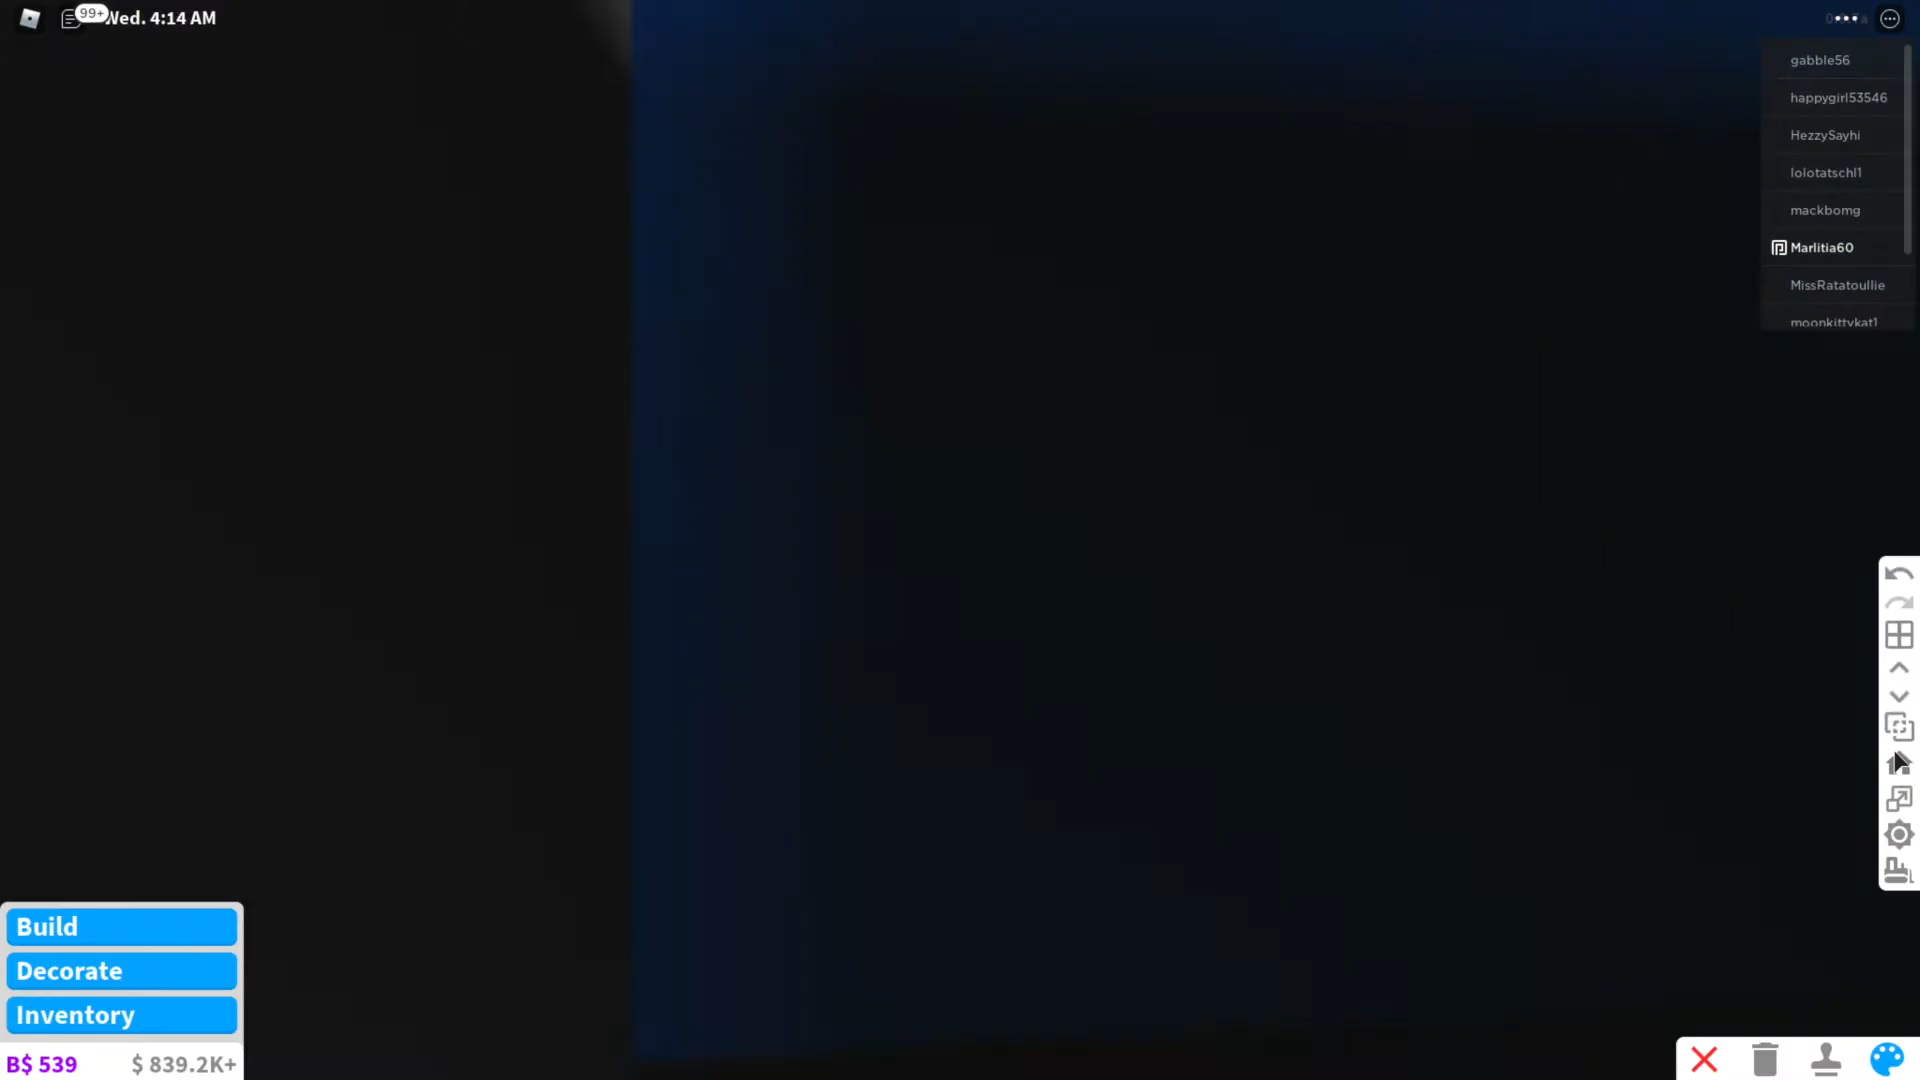 99+
Wed. 4:14 AM
gabble56
happygirl53546
HezzySayhi
lolotatschl1
mackbomg
Marlitia60
MissRatatoullie
moonkittykat1
Build
Decorate
Inventory
B$ 539
$ 839.2K+